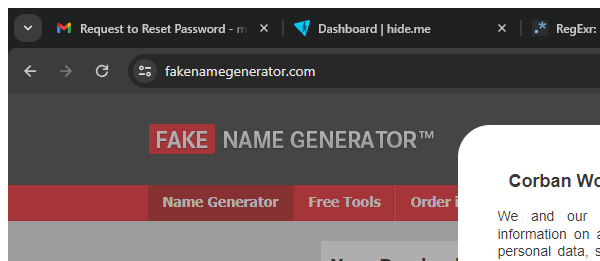 Request to Reset Password - m
Dashboard | hide.me
RegExr:
fakenamegenerator.com
FAKE NAME GENERATOR™
Name Generator
Free Tools
Order i
Corban Wo
We and our
information on a
personal data, s